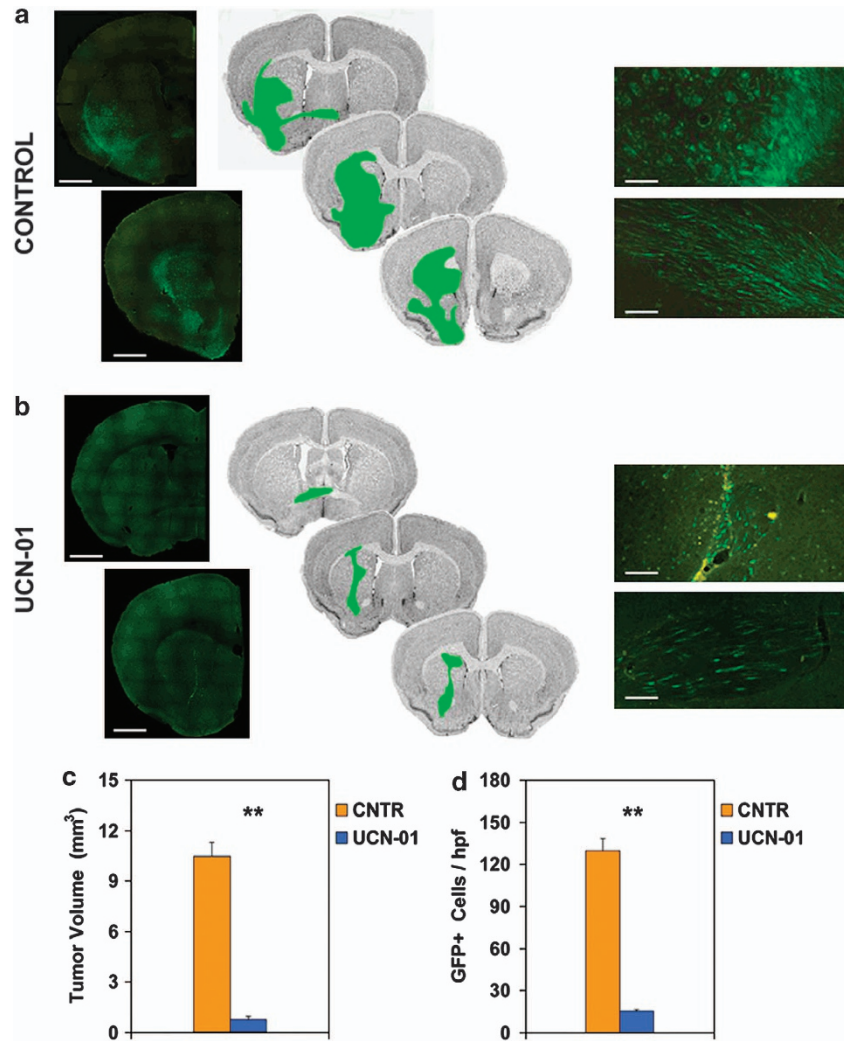 a
CONTROL
b
UCN-01
c
15
12
9
6
3
0
Tumor Volume (mm³)
**
CNTR
UCN-01
d
180
150
120
90
60
30
0
GFP+ Cells / hpf
**
CNTR
UCN-01